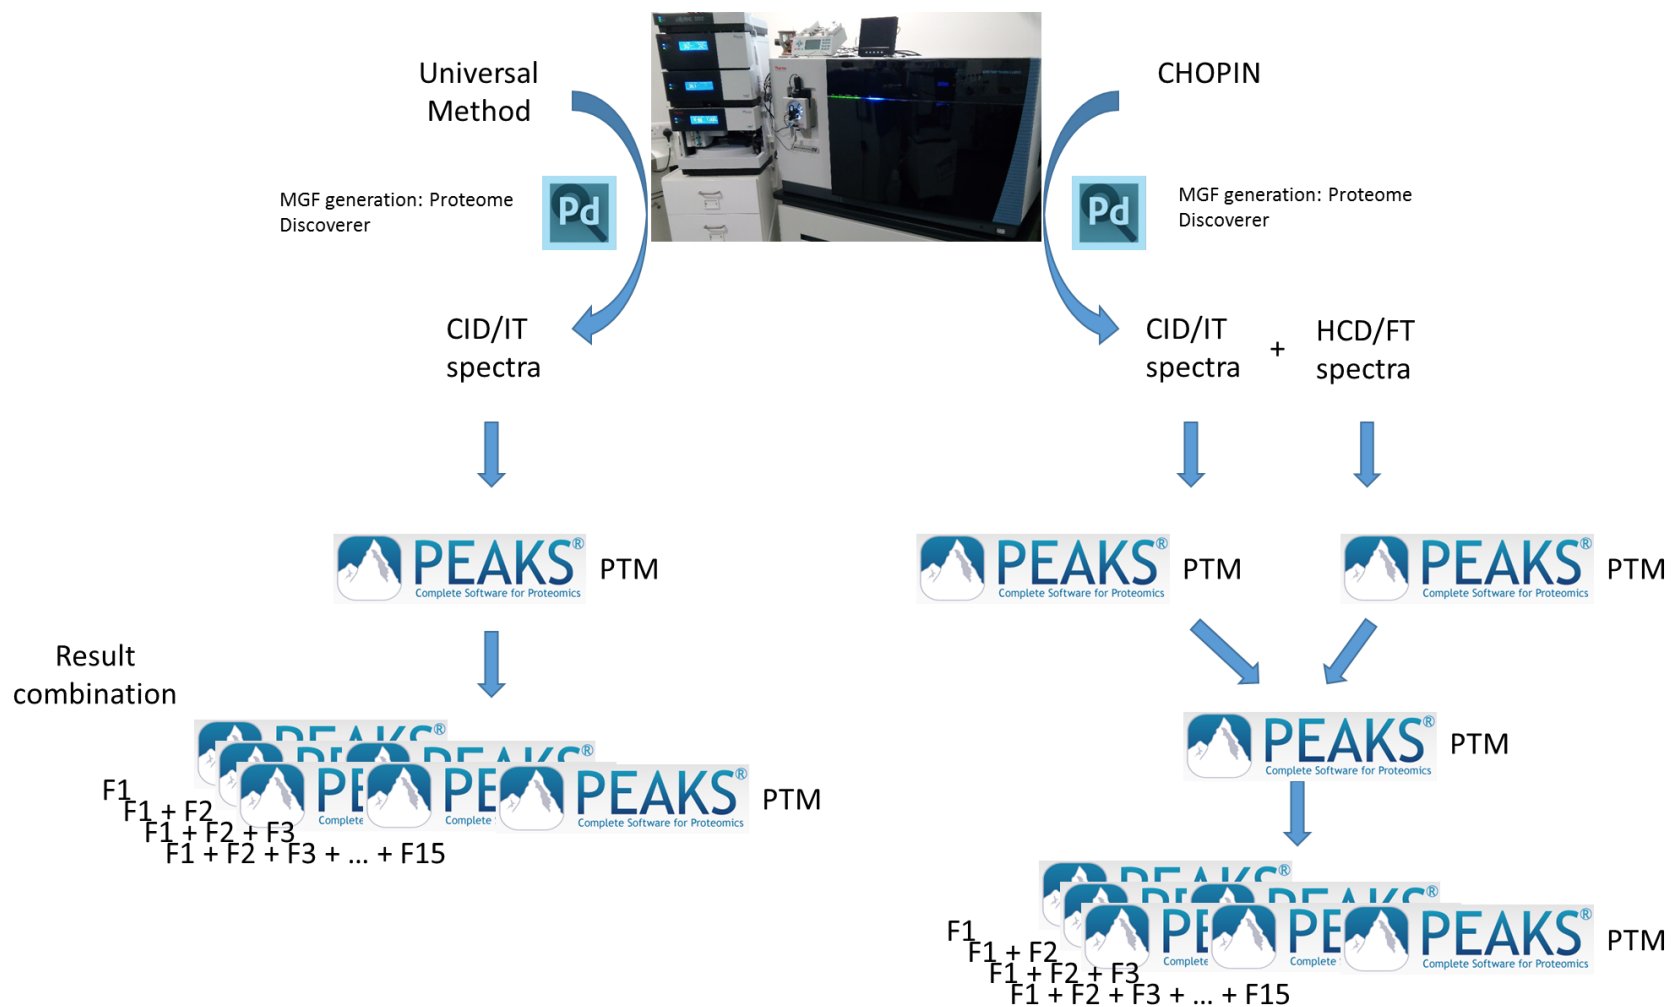 Universal
Method
CHOPIN
MGF generation: Proteome
Discoverer
Pd
Pd
MGF generation: Proteome
Discoverer
CID/IT
spectra
CID/IT
spectra
+
HCD/FT
spectra
PEAKS®
Complete Software for Proteomics
PTM
PEAKS®
Complete Software for Proteomics
PTM
PEAKS®
Complete Software for Proteomics
PTM
Result
combination
PEAKS®
PEAKS®
Complete Software for Proteomics
PTM
PEAKS®
Complete Software for Proteomics
PTM
F1
F1 + F2
F1 + F2 + F3
F1 + F2 + F3 + ... + F15
PEAKS®
PEAKS®
Complete Software for Proteomics
PTM
F1
F1 + F2
F1 + F2 + F3
F1 + F2 + F3 + ... + F15